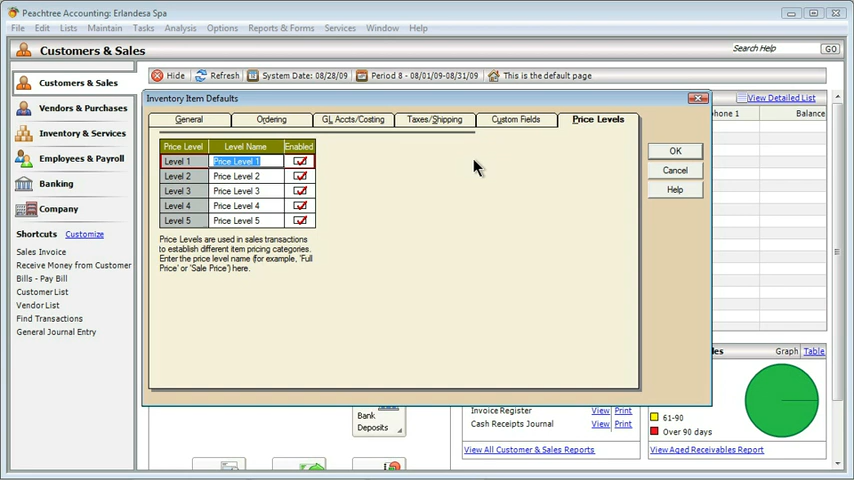 Peachtree Accounting: Erlandesa Spa
File Edit Lists Maintain Tasks Analysis Options Reports & Forms Services Window Help
Customers & Sales
Search Help GO
Customers & Sales
Vendors & Purchases
Inventory & Services
Employees & Payroll
Banking
Company
Shortcuts Customize
Sales Invoice
Receive Money from Customer
Bills - Pay Bill
Customer List
Vendor List
Find Transactions
General Journal Entry
Hide Refresh System Date: 08/28/09 Period 8 - 08/01/09-08/31/09 This is the default page
View Detailed List
phone 1 Balance
Inventory Item Defaults
General Ordering GL Accts/Costing Taxes/Shipping Custom Fields Price Levels
Price Level Level Name Enabled
Level 1 Price Level 1
Level 2 Price Level 2
Level 3 Price Level 3
Level 4 Price Level 4
Level 5 Price Level 5
Price Levels are used in sales transactions
to establish different item pricing categories.
Enter the price level name (for example, 'Full
Price' or 'Sale Price') here.
OK
Cancel
Help
les Graph Table
61-90
Over 90 days
View Aged Receivables Report
Bank
Deposits
Invoice Register View Print
Cash Receipts Journal View Print
View All Customer & Sales Reports